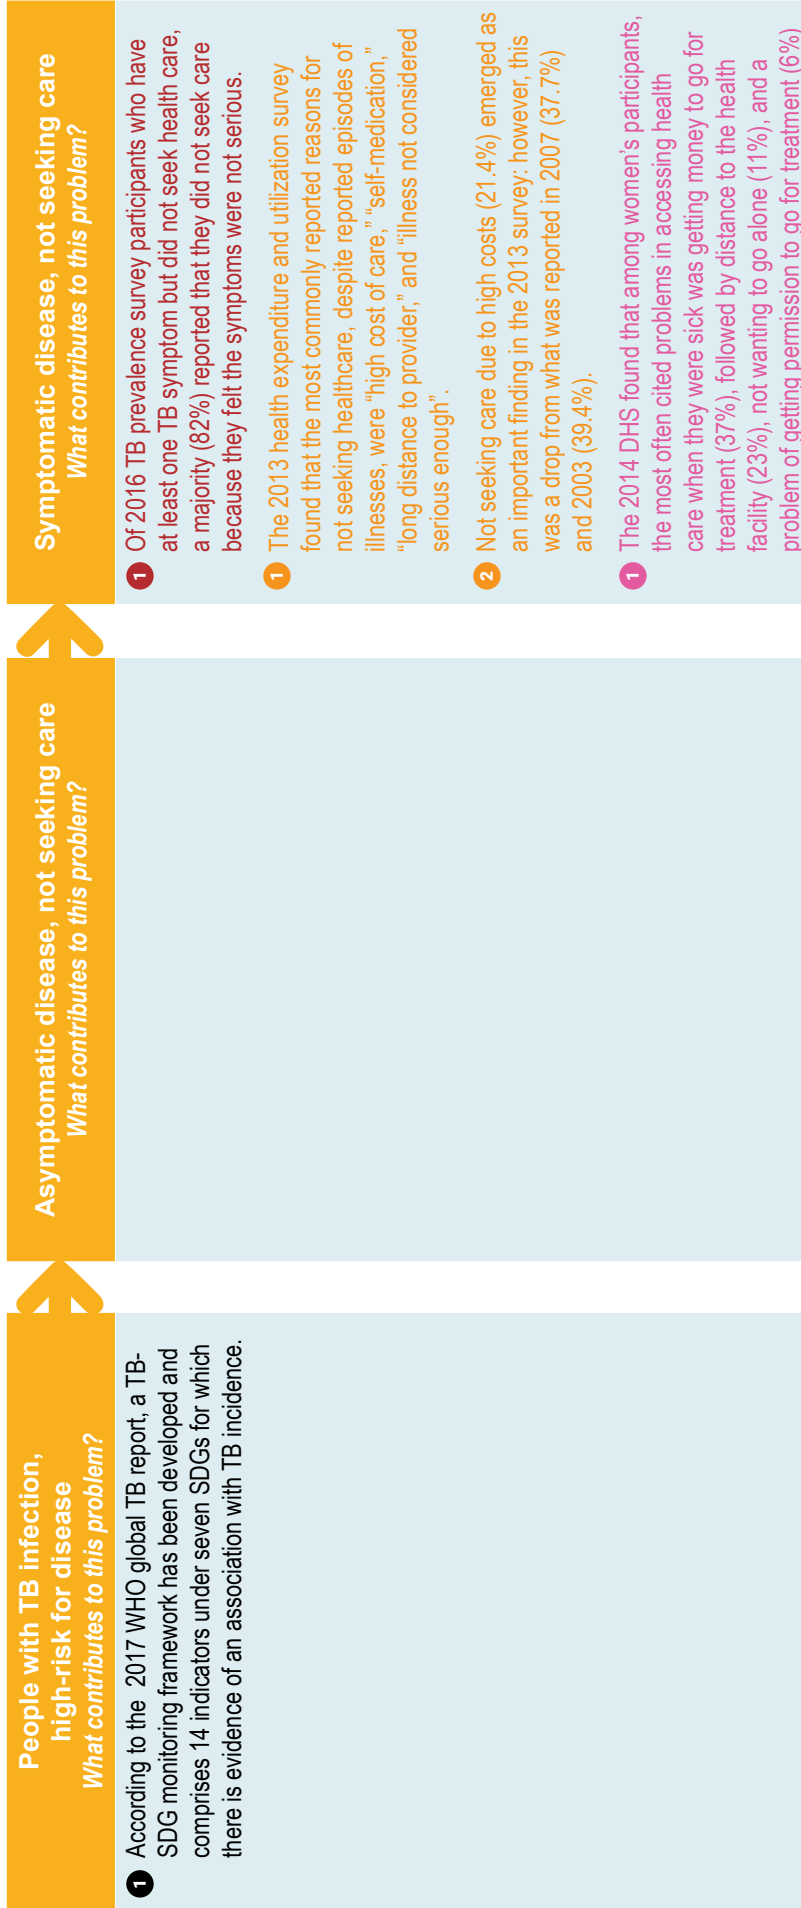 People with TB infection,
high-risk for disease
What contributes to this problem?
1 According to the 2017 WHO global TB report, a TB-
SDG monitoring framework has been developed and
comprises 14 indicators under seven SDGs for which
there is evidence of an association with TB incidence.
Asymptomatic disease, not seeking care
What contributes to this problem?
Symptomatic disease, not seeking care
What contributes to this problem?
1 Of 2016 TB prevalence survey participants who have
at least one TB symptom but did not seek health care,
a majority (82%) reported that they did not seek care
because they felt the symptoms were not serious.
1 The 2013 health expenditure and utilization survey
found that the most commonly reported reasons for
not seeking healthcare, despite reported episodes of
illnesses, were “high cost of care,” “self-medication,”
“long distance to provider,” and “illness not considered
serious enough”.
2 Not seeking care due to high costs (21.4%) emerged as
an important finding in the 2013 survey: however, this
was a drop from what was reported in 2007 (37.7%)
and 2003 (39.4%).
1 The 2014 DHS found that among women’s participants,
the most often cited problems in accessing health
care when they were sick was getting money to go for
treatment (37%), followed by distance to the health
facility (23%), not wanting to go alone (11%), and a
problem of getting permission to go for treatment (6%)